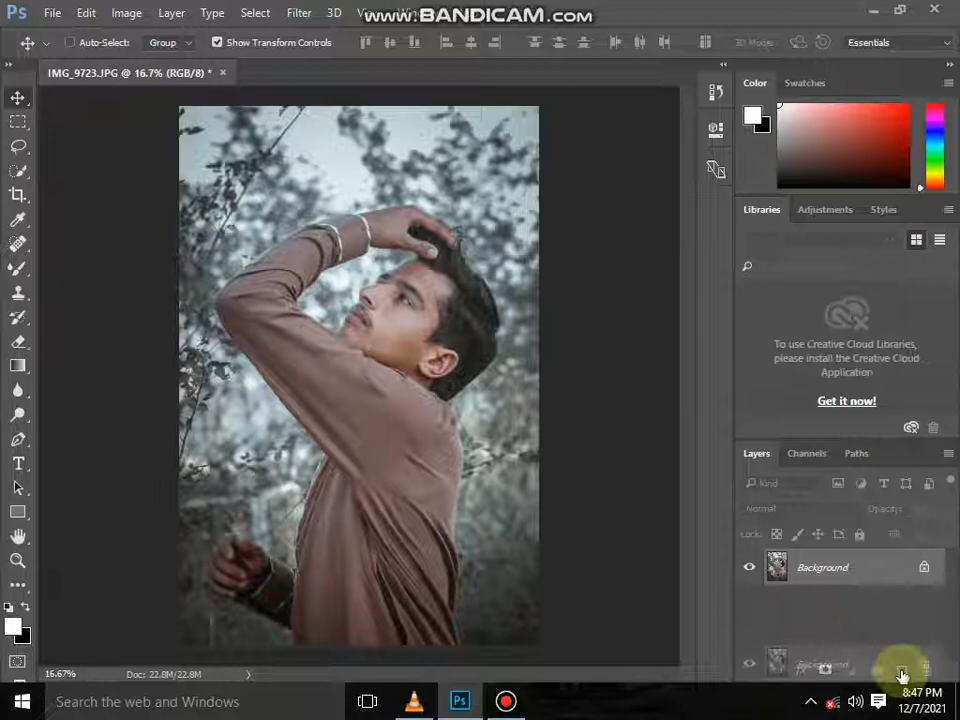 Ps File Edit Image Layer Type Select Filter 3D
www.BANDICAM.com
Auto-Select: Group Show Transform Controls 3D Mode: Essentials
IMG_9723.JPG @ 16.7% (RGB/8) * ×
Color Swatches
Libraries Adjustments Styles
To use Creative Cloud Libraries,
please install the Creative Cloud
Application
Get it now!
Layers Channels Paths
Kind
Normal Opacity:
Lock: Fill:
Background
Background
16.67% Doc: 22.8M/22.8M
Search the web and Windows
8:47 PM
12/7/2021